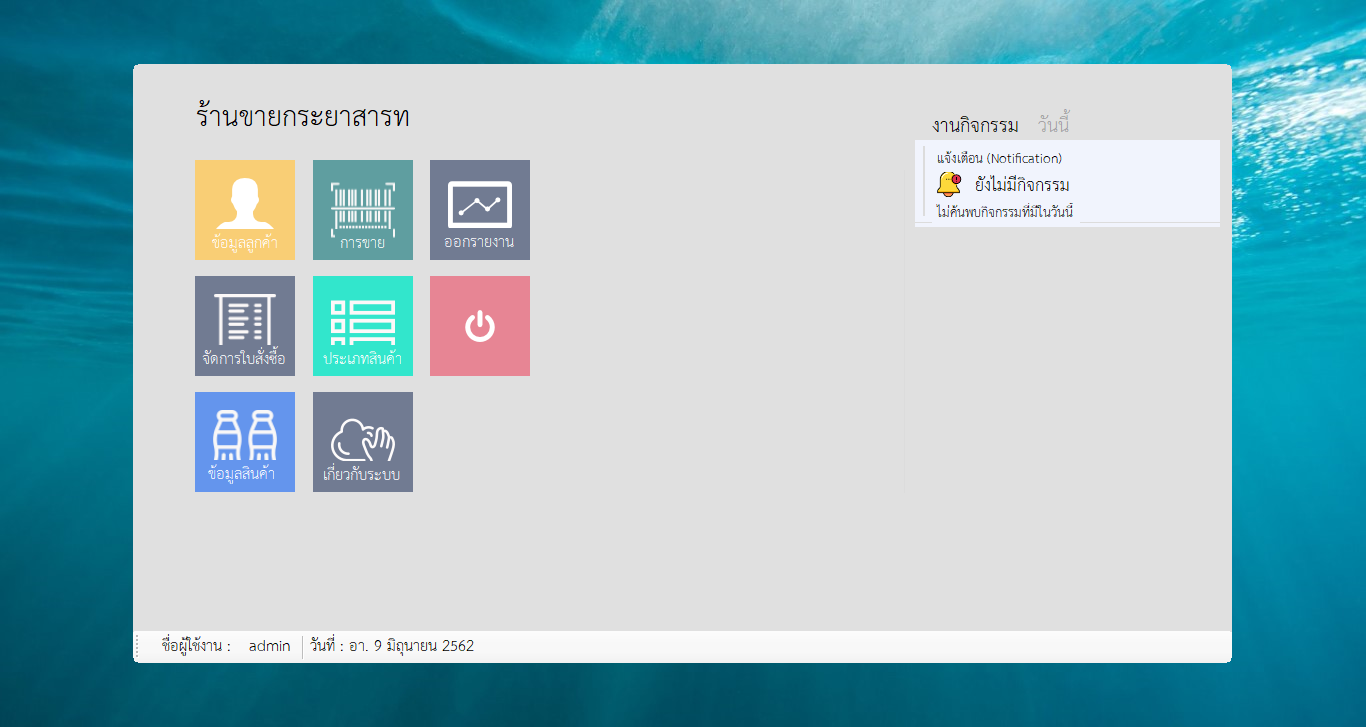 ร้านขายกระยาสารท
ข้อมูลลูกค้า
การขาย
ออกรายงาน
จัดการใบสั่งซื้อ
ประเภทสินค้า
ข้อมูลสินค้า
เกี่ยวกับระบบ
งานกิจกรรม วันนี้
แจ้งเตือน (Notification)
ยังไม่มีกิจกรรม
ไม่ค้นพบกิจกรรมที่มีในวันนี้
ชื่อผู้ใช้งาน : admin วันที่ : อา. 9 มิถุนายน 2562